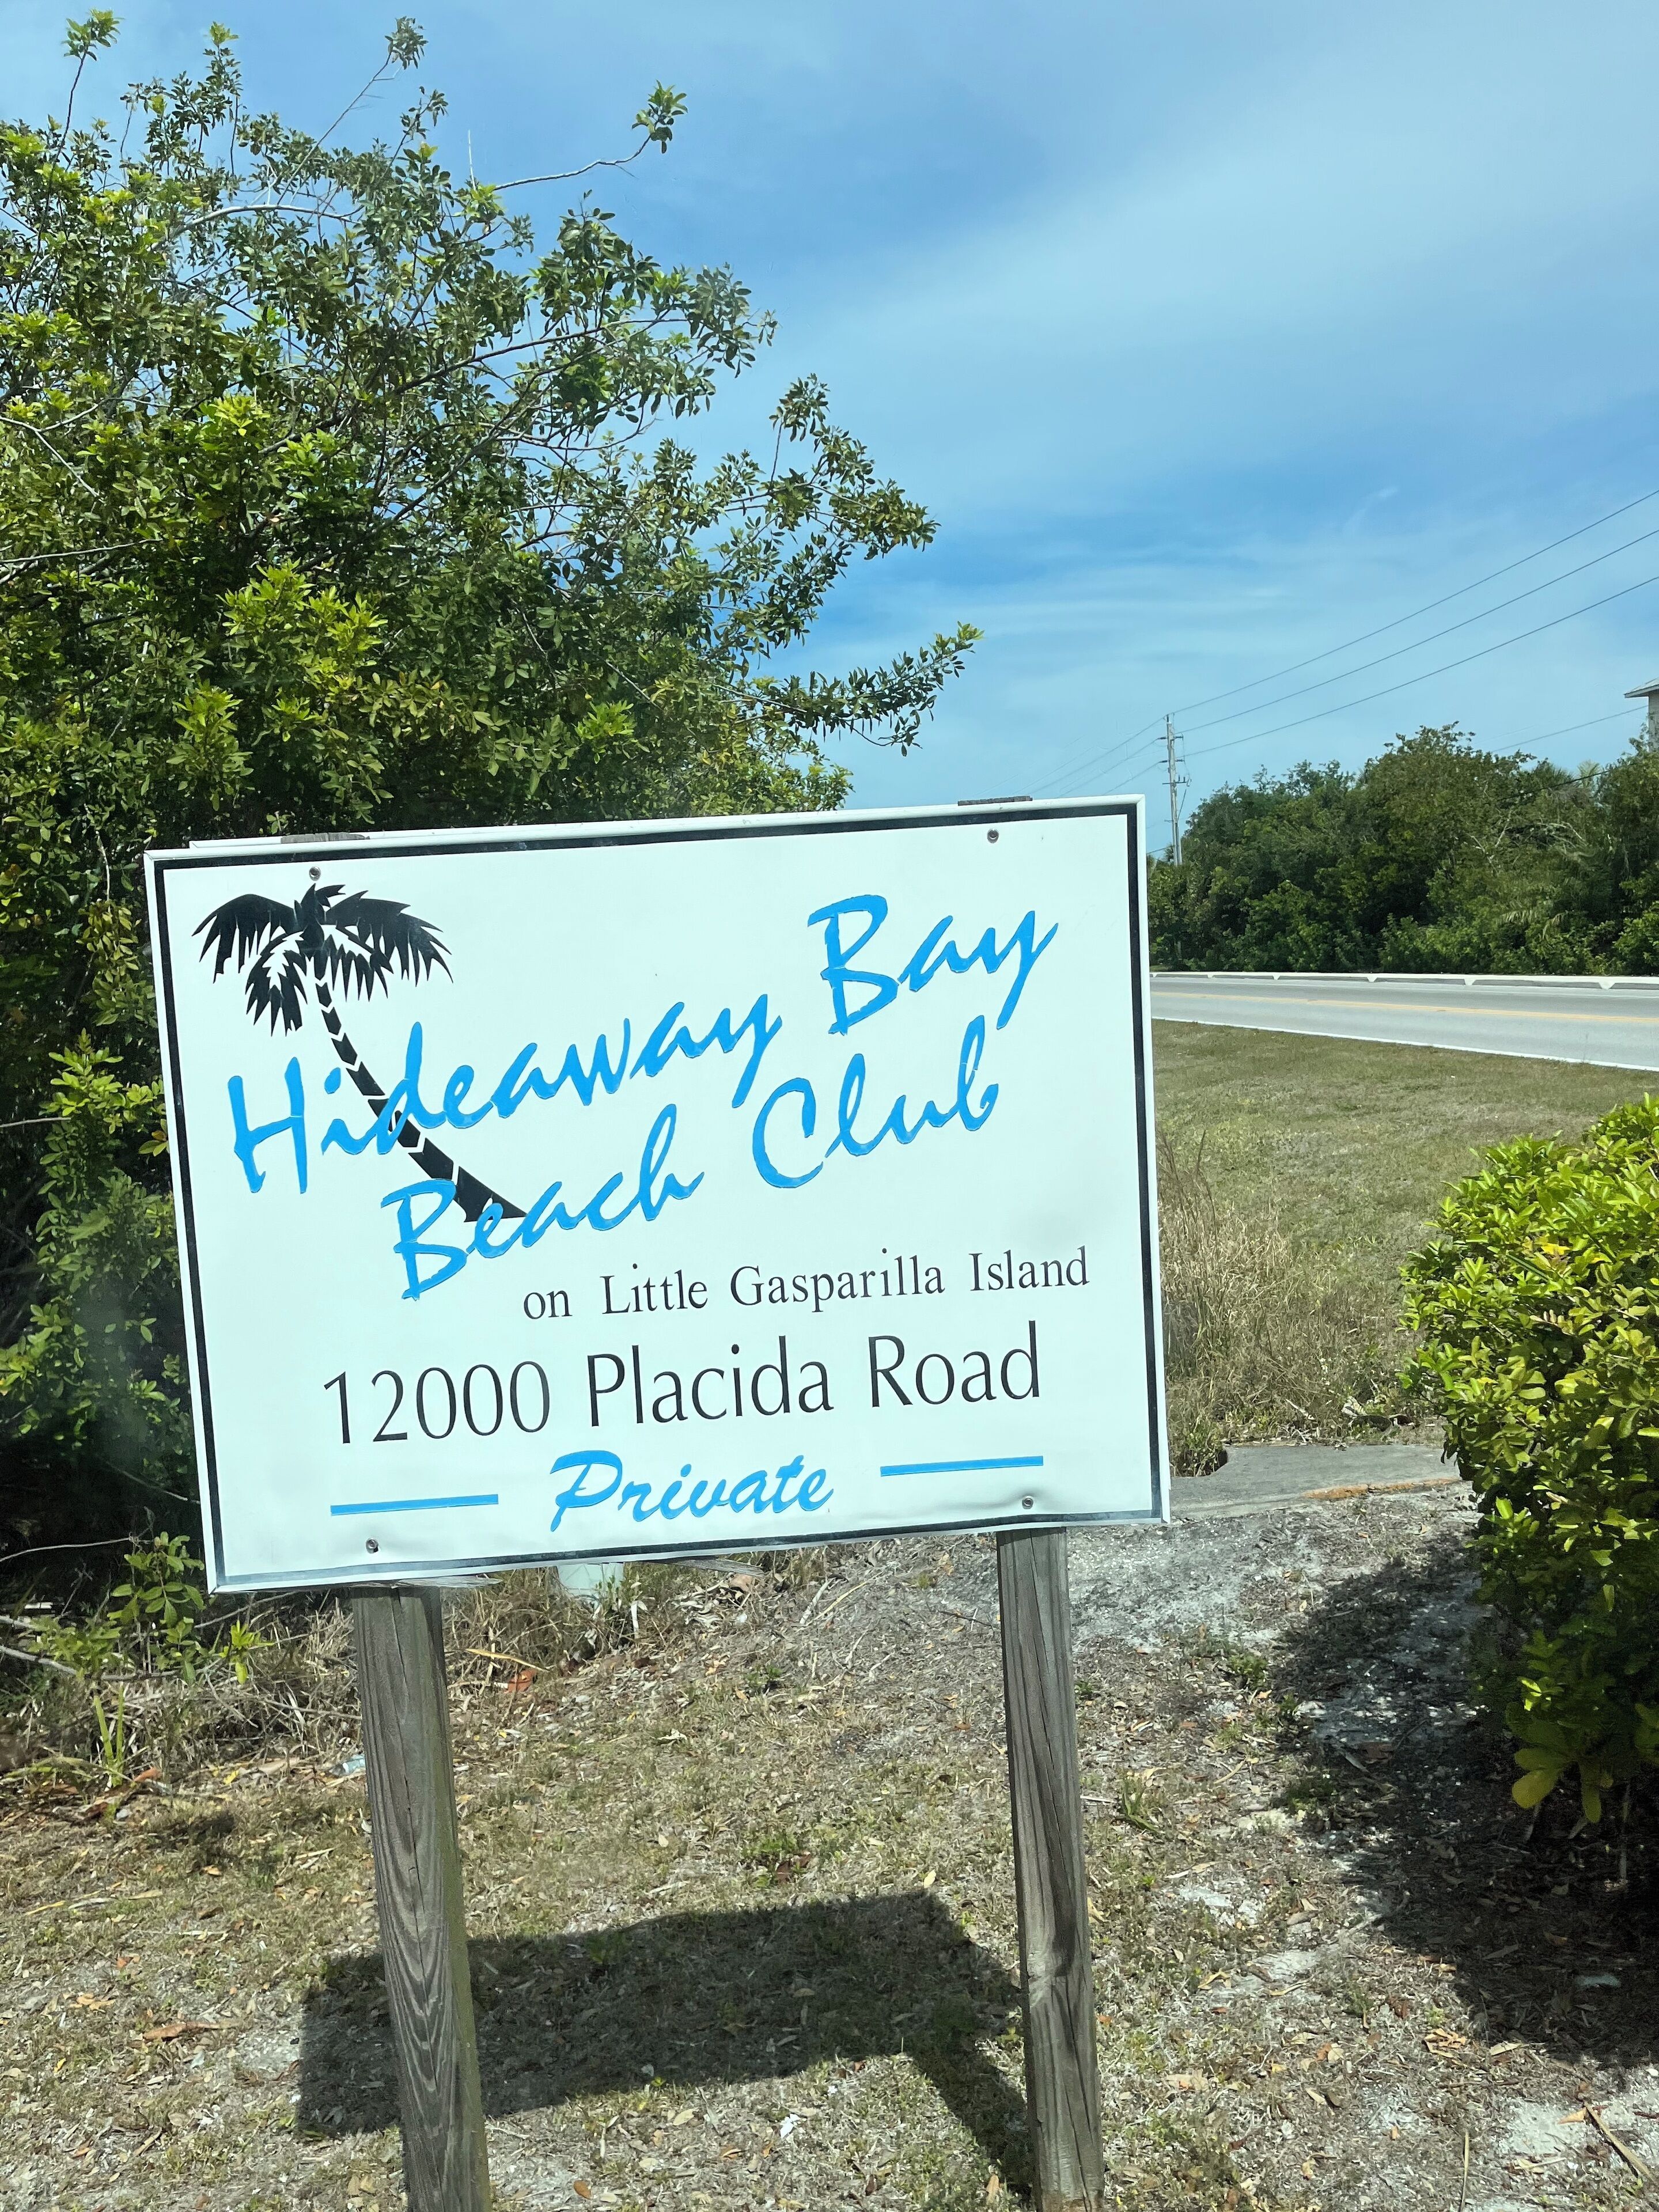 Hideaway Bay
Beach Club
on Little Gasparilla Island
12000 Placida Road
Private